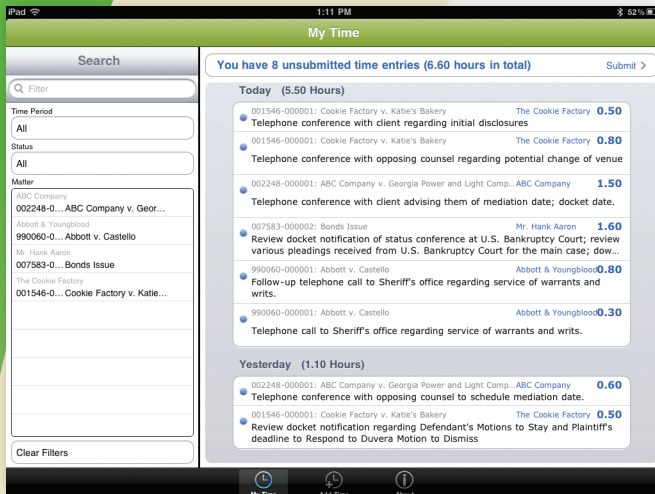 iPad 1:11 PM 52%
My Time
Search
Filter
Time Period
All
Status
All
Matter
ABC Company
002248-0... ABC Company v. Geor...
Abbott & Youngblood
990060-0... Abbott v. Castello
Mr. Hank Aaron
007583-0... Bonds Issue
The Cookie Factory
001546-0... Cookie Factory v. Katie...
Clear Filters
You have 8 unsubmitted time entries (6.60 hours in total) Submit >
Today (5.50 Hours)
001546-000001: Cookie Factory v. Katie's Bakery The Cookie Factory 0.50
Telephone conference with client regarding initial disclosures
001546-000001: Cookie Factory v. Katie's Bakery The Cookie Factory 0.80
Telephone conference with opposing counsel regarding potential change of venue
002248-000001: ABC Company v. Georgia Power and Light Comp... ABC Company 1.50
Telephone conference with client advising them of mediation date; docket date.
007583-000002: Bonds Issue Mr. Hank Aaron 1.60
Review docket notification of status conference at U.S. Bankruptcy Court; review
various pleadings received from U.S. Bankruptcy Court for the main case; dow...
990060-000001: Abbott v. Castello Abbott & Youngblood 0.80
Follow-up telephone call to Sheriff's office regarding service of warrants and
writs.
990060-000001: Abbott v. Castello Abbott & Youngblood 0.30
Telephone call to Sheriff's office regarding service of warrants and writs.
Yesterday (1.10 Hours)
002248-000001: ABC Company v. Georgia Power and Light Comp... ABC Company 0.60
Telephone conference with opposing counsel to schedule mediation date.
001546-000001: Cookie Factory v. Katie's Bakery The Cookie Factory 0.50
Review docket notification regarding Defendant's Motions to Stay and Plaintiff's
deadline to Respond to Duvera Motion to Dismiss
My Time Add Time About